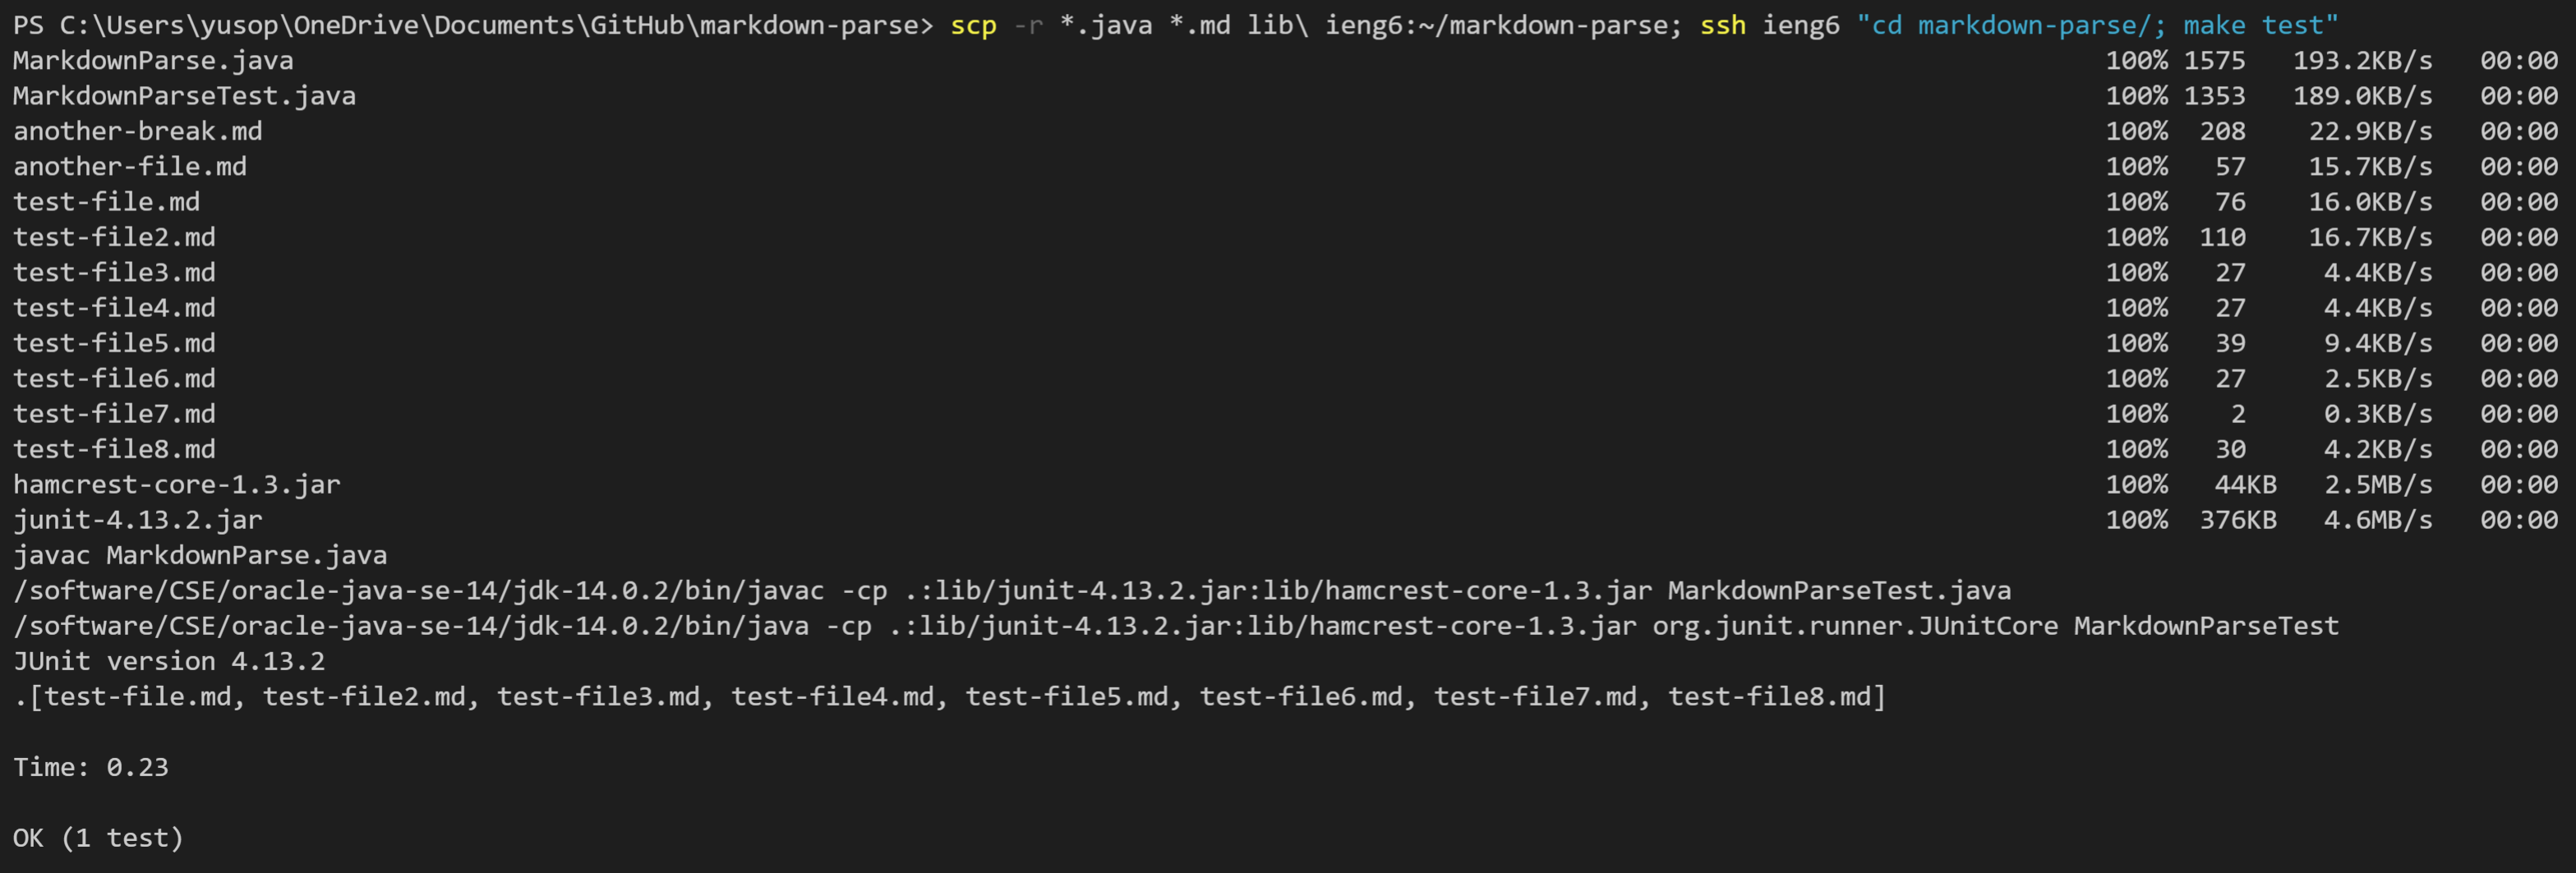 PS C:\Users\yusop\OneDrive\Documents\GitHub\markdown-parse> scp -r *.java *.md lib\ ieng6:~/markdown-parse; ssh ieng6 "cd markdown-parse/; make test"
MarkdownParse.java 100% 1575 193.2KB/s 00:00
MarkdownParseTest.java 100% 1353 189.0KB/s 00:00
another-break.md 100% 208 22.9KB/s 00:00
another-file.md 100% 57 15.7KB/s 00:00
test-file.md 100% 76 16.0KB/s 00:00
test-file2.md 100% 110 16.7KB/s 00:00
test-file3.md 100% 27 4.4KB/s 00:00
test-file4.md 100% 27 4.4KB/s 00:00
test-file5.md 100% 39 9.4KB/s 00:00
test-file6.md 100% 27 2.5KB/s 00:00
test-file7.md 100% 2 0.3KB/s 00:00
test-file8.md 100% 30 4.2KB/s 00:00
hamcrest-core-1.3.jar 100% 44KB 2.5MB/s 00:00
junit-4.13.2.jar 100% 376KB 4.6MB/s 00:00
javac MarkdownParse.java
/software/CSE/oracle-java-se-14/jdk-14.0.2/bin/javac -cp .:lib/junit-4.13.2.jar:lib/hamcrest-core-1.3.jar MarkdownParseTest.java
/software/CSE/oracle-java-se-14/jdk-14.0.2/bin/java -cp .:lib/junit-4.13.2.jar:lib/hamcrest-core-1.3.jar org.junit.runner.JUnitCore MarkdownParseTest
JUnit version 4.13.2
.[test-file.md, test-file2.md, test-file3.md, test-file4.md, test-file5.md, test-file6.md, test-file7.md, test-file8.md]
Time: 0.23
OK (1 test)